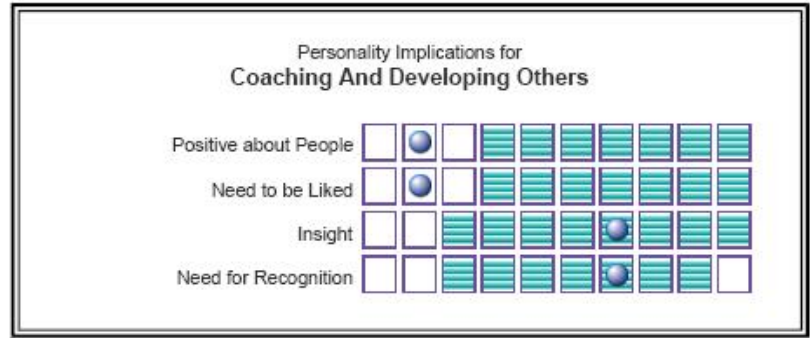 Personality Implications for
Coaching And Developing Others
Positive about People
Need to be Liked
Insight
Need for Recognition